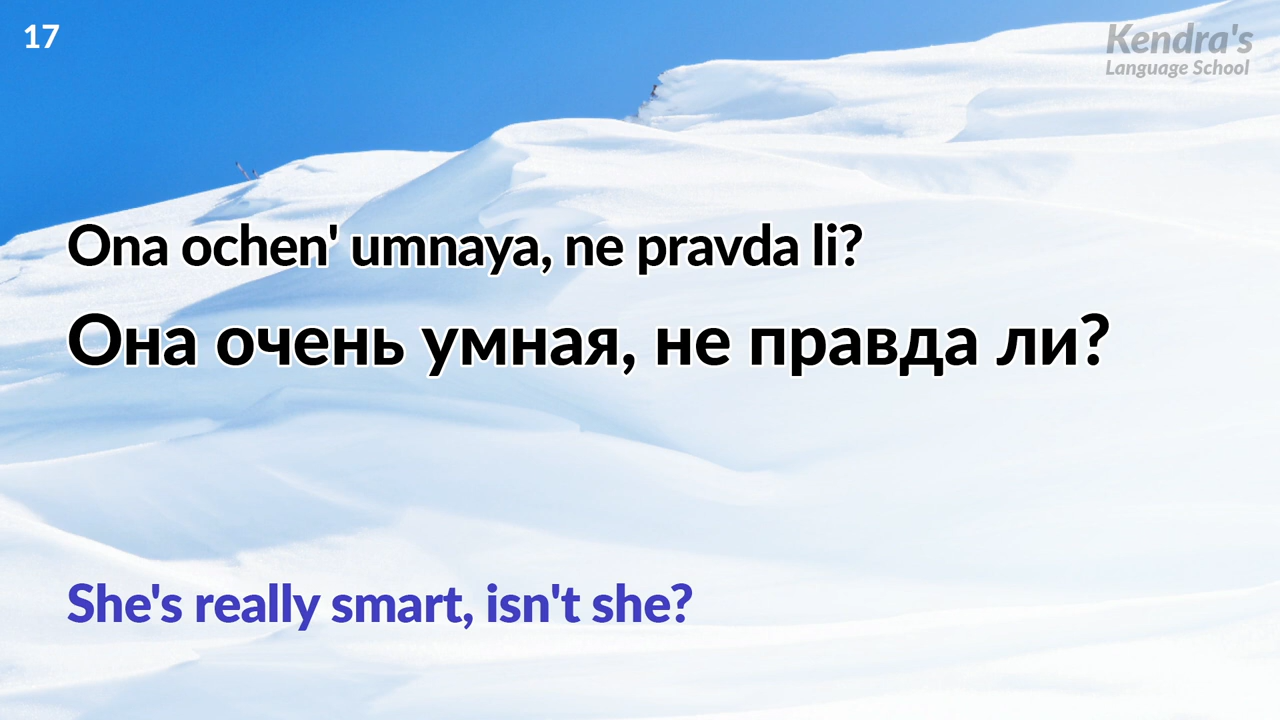 17
Kendra's
Language School
Ona ochen' umnaya, ne pravda li?
Она очень умная, не правда ли?
She's really smart, isn't she?